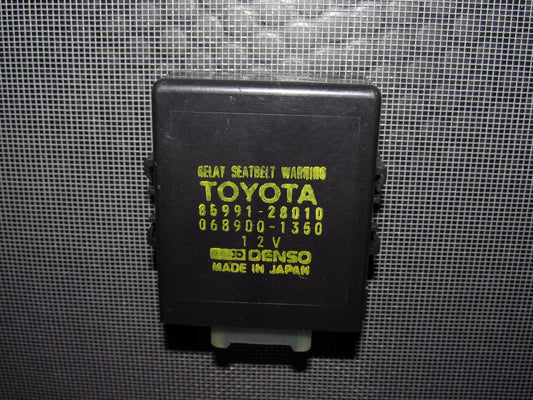 RELAY SEATBELT WARNING
TOYOTA
85991-28010
068900-1350
12V
DENSO
MADE IN JAPAN